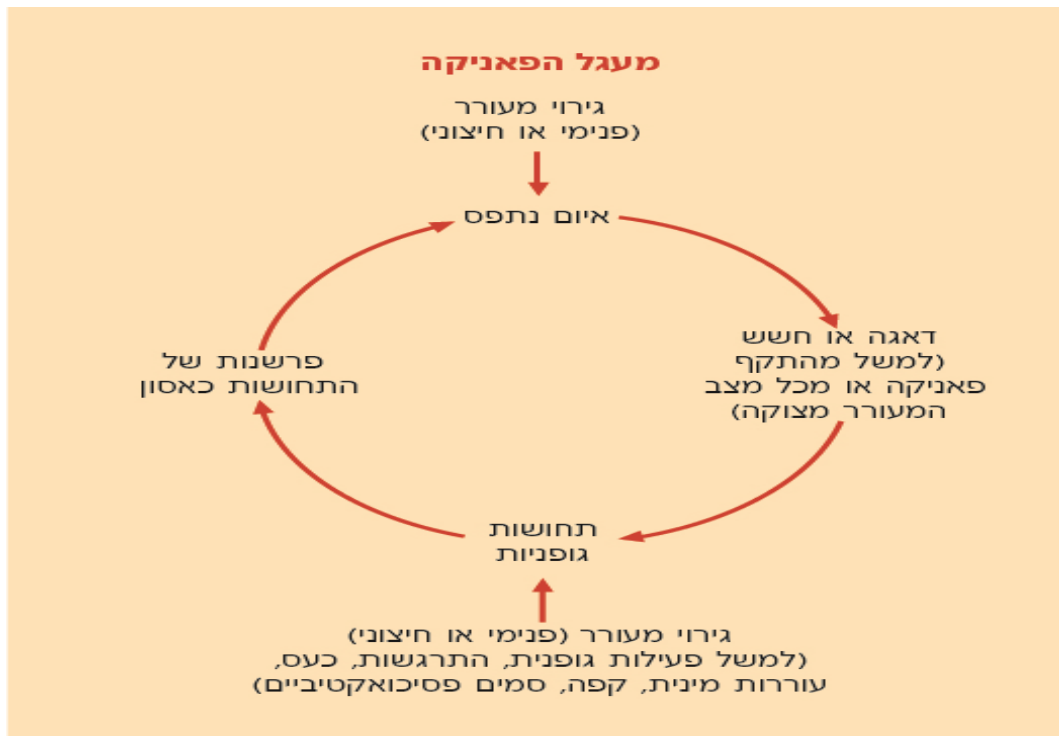 מעגל הפאניקה
גירוי מעורר
(פנימי או חיצוני)
איום נתפס
דאגה או חשש
(למשל מהתקף
פאניקה או מכל מצב
המעורר מצוקה)
תחושות
גופניות
גירוי מעורר (פנימי או חיצוני)
(למשל פעילות גופנית, התרגשות, כעס,
עוררות מינית, קפה, סמים פסיכואקטיביים)
פרשנות של
התחושות כאסון